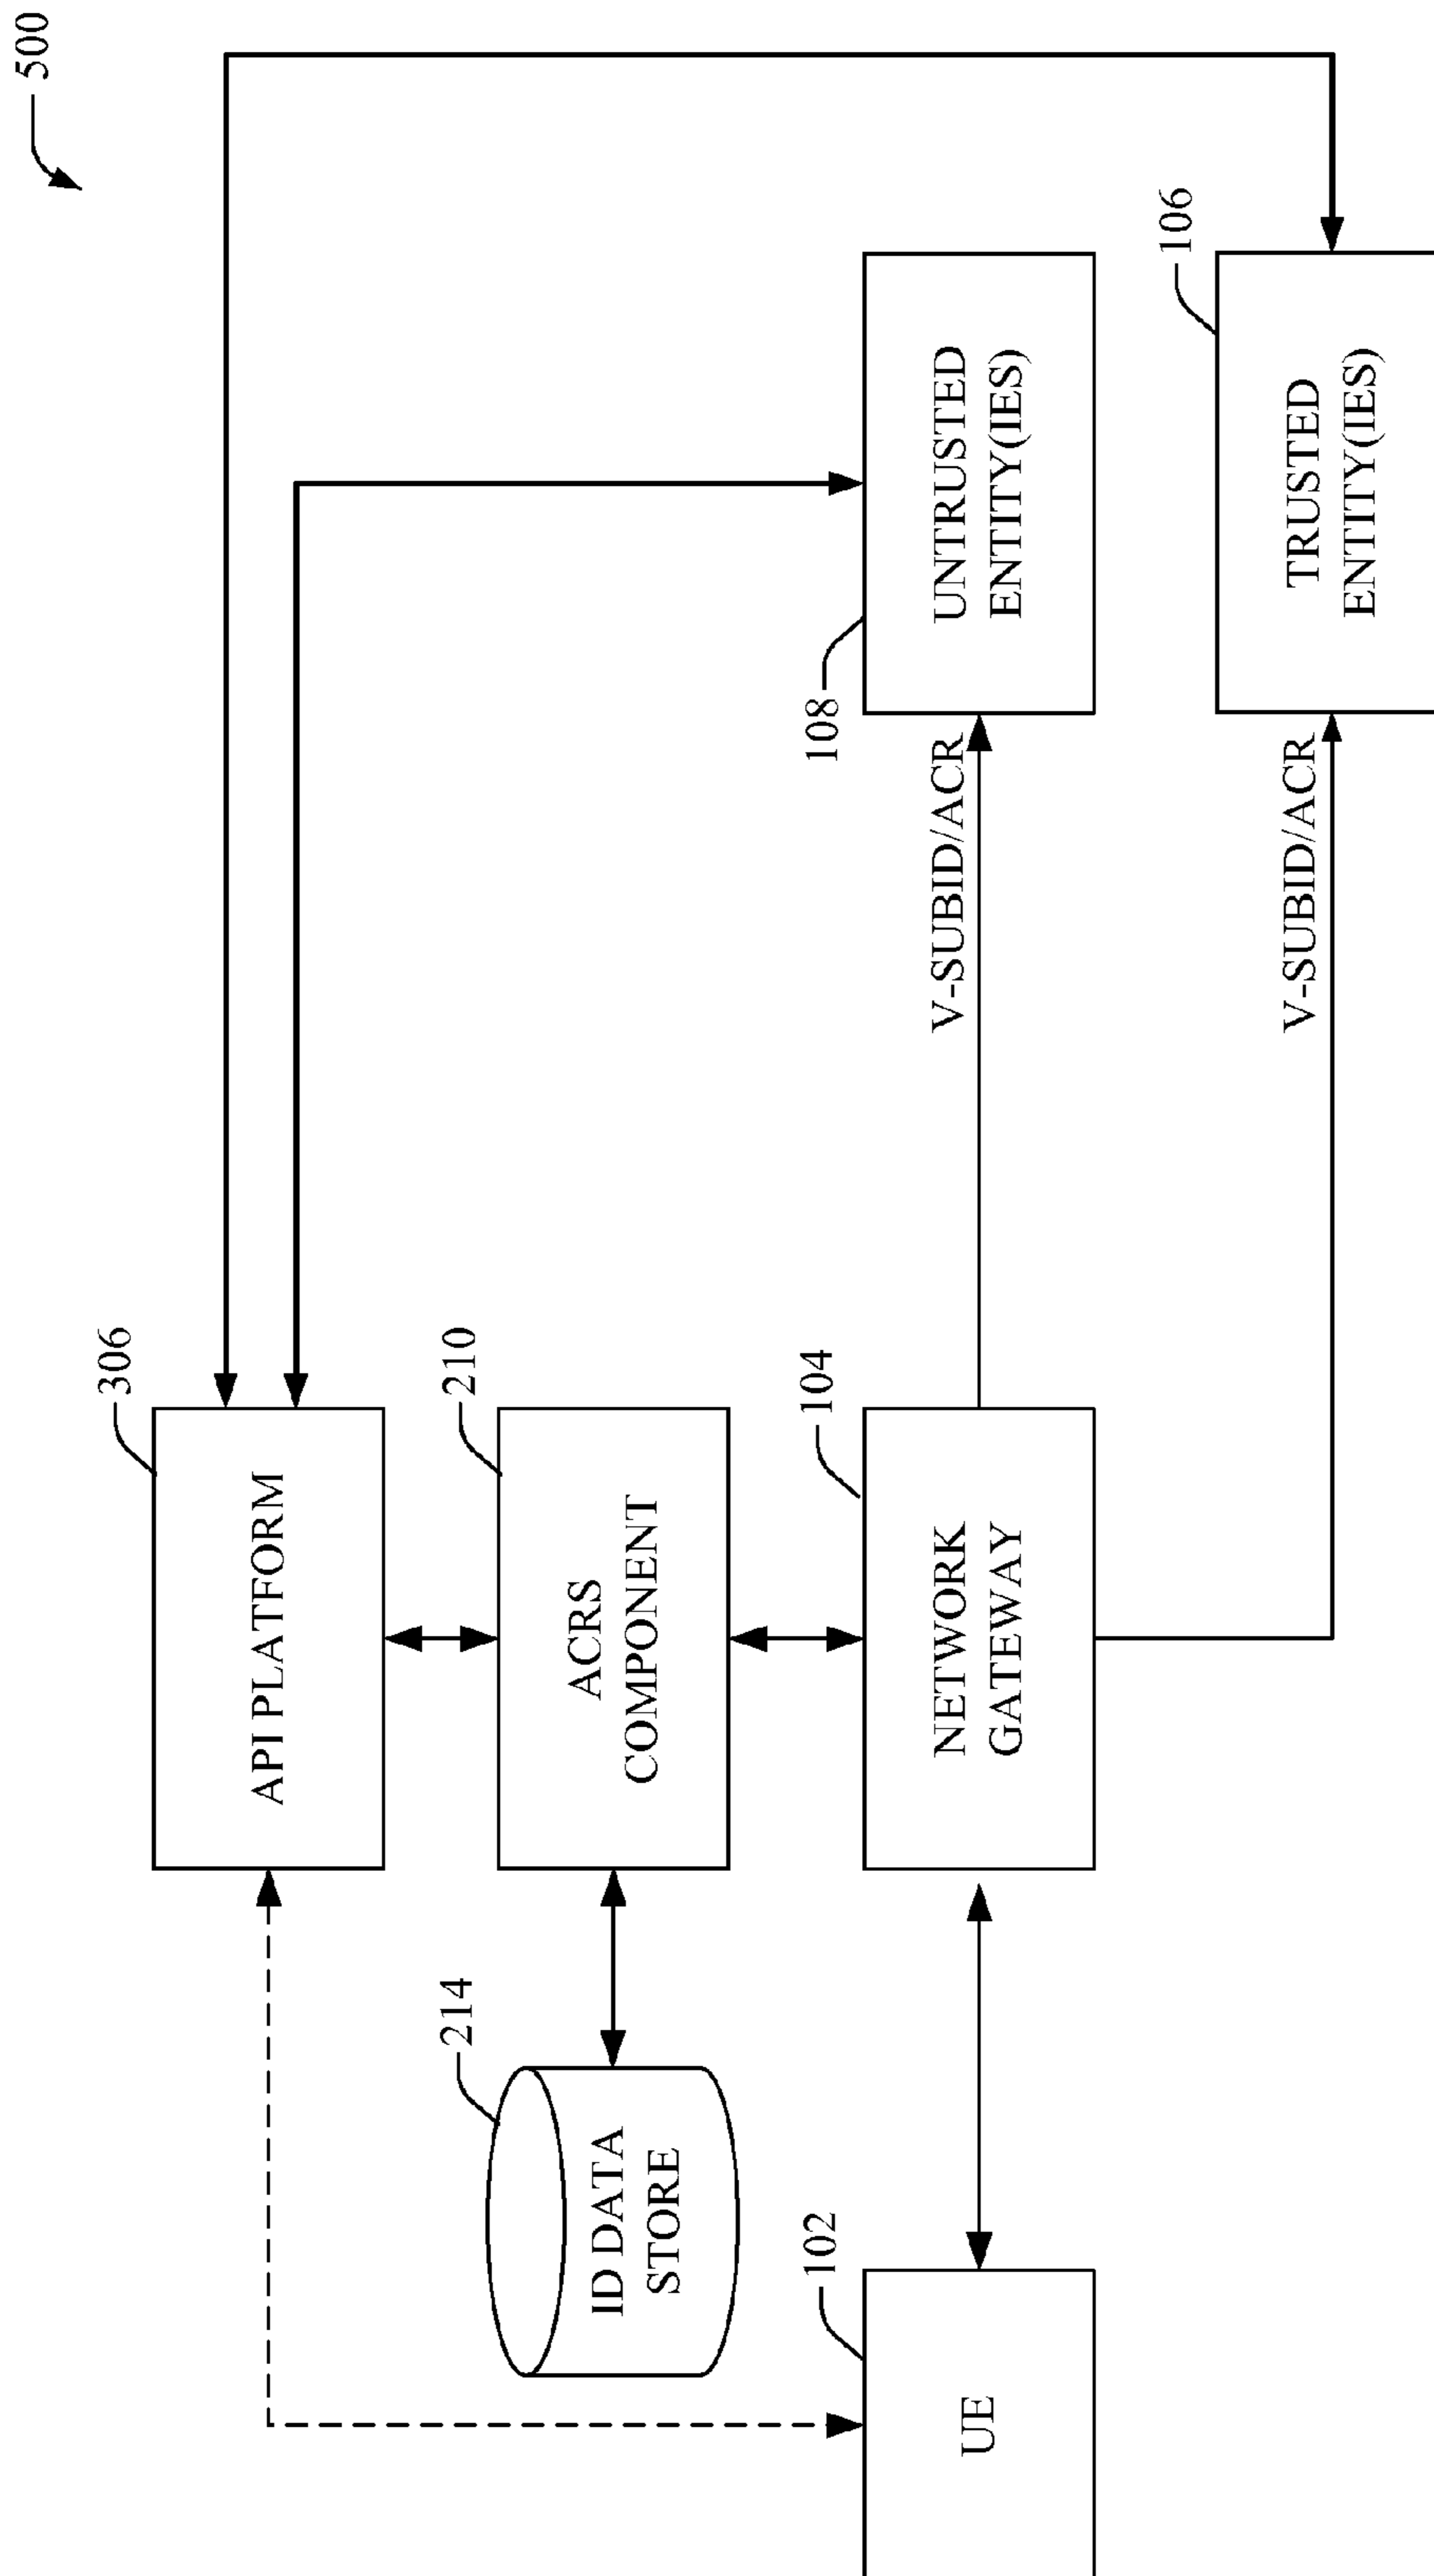 500
306
API PLATFORM
210
ACRS
COMPONENT
214
ID DATA
STORE
102
UE
104
NETWORK
GATEWAY
V-SUBID/ACR
108
UNTRUSTED
ENTITY(IES)
V-SUBID/ACR
106
TRUSTED
ENTITY(IES)